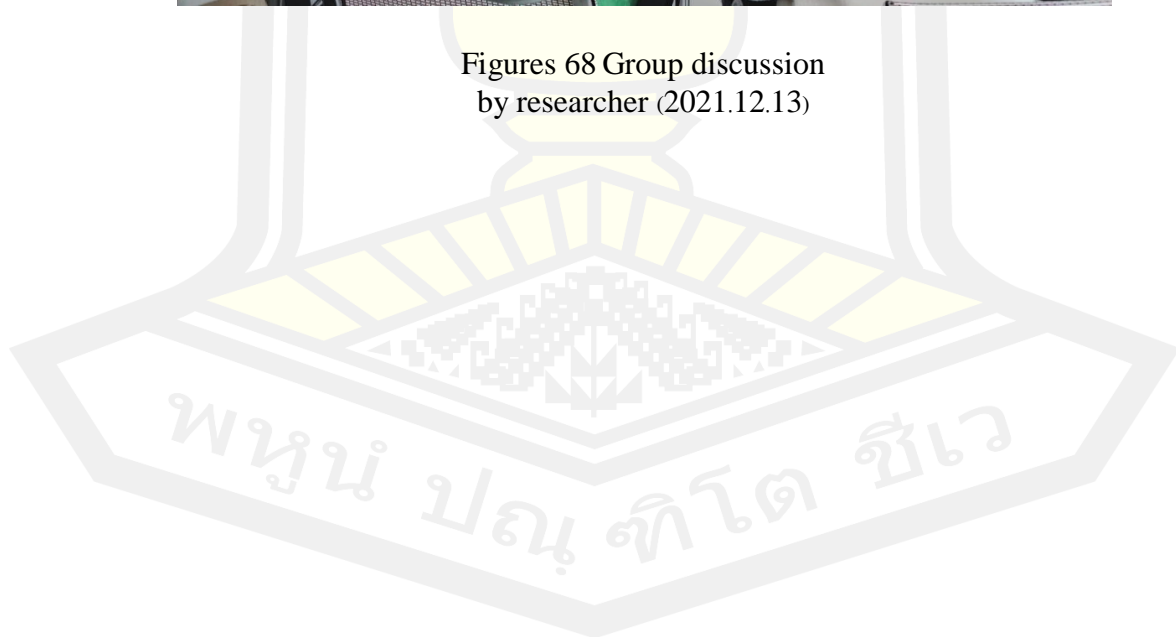 Figures 68 Group discussion
by researcher (2021.12.13)
พหูนํ ปณฺฑิโต ชีเว